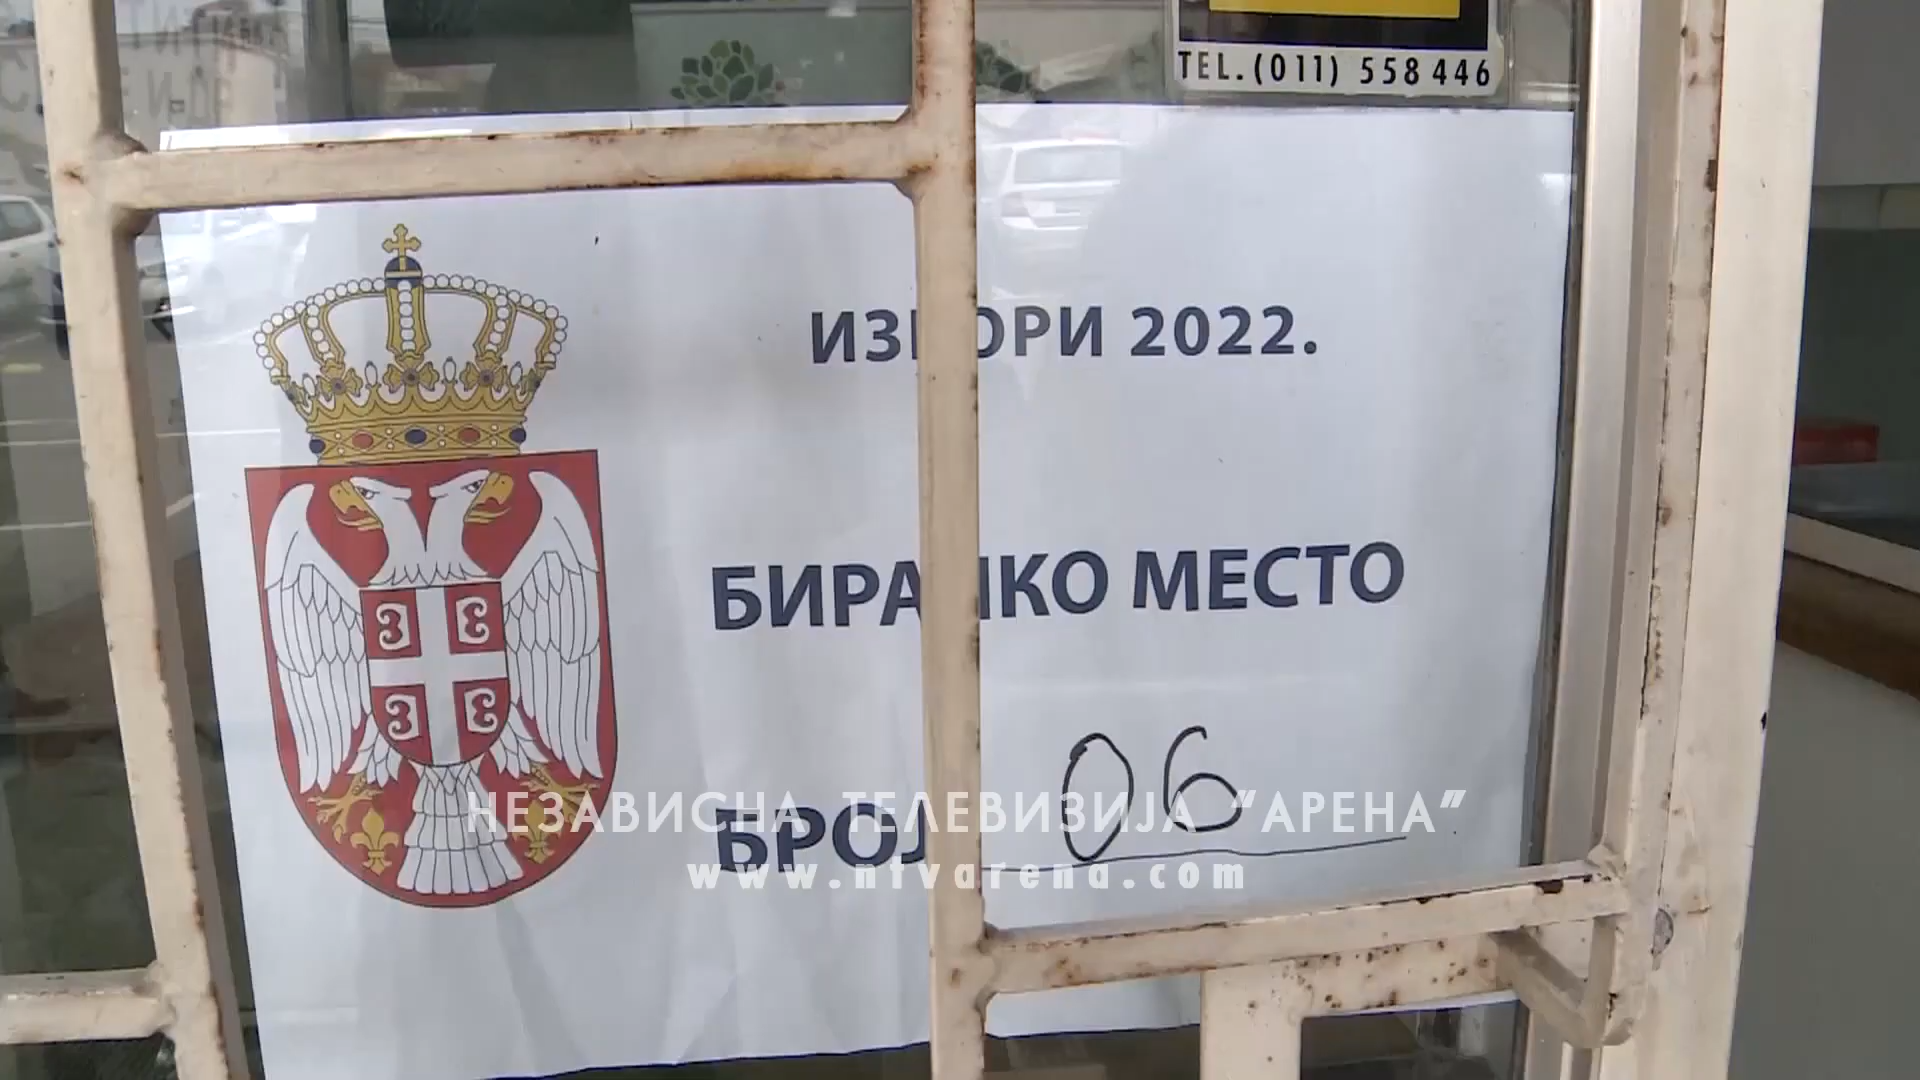 TEL. (011) 558 446
ИЗБОРИ 2022.
БИРАЧКО МЕСТО
БРОЈ 06
НЕЗАВИСНА ТЕЛЕВИЗИЈА “АРЕНА”
www.ntvarena.com